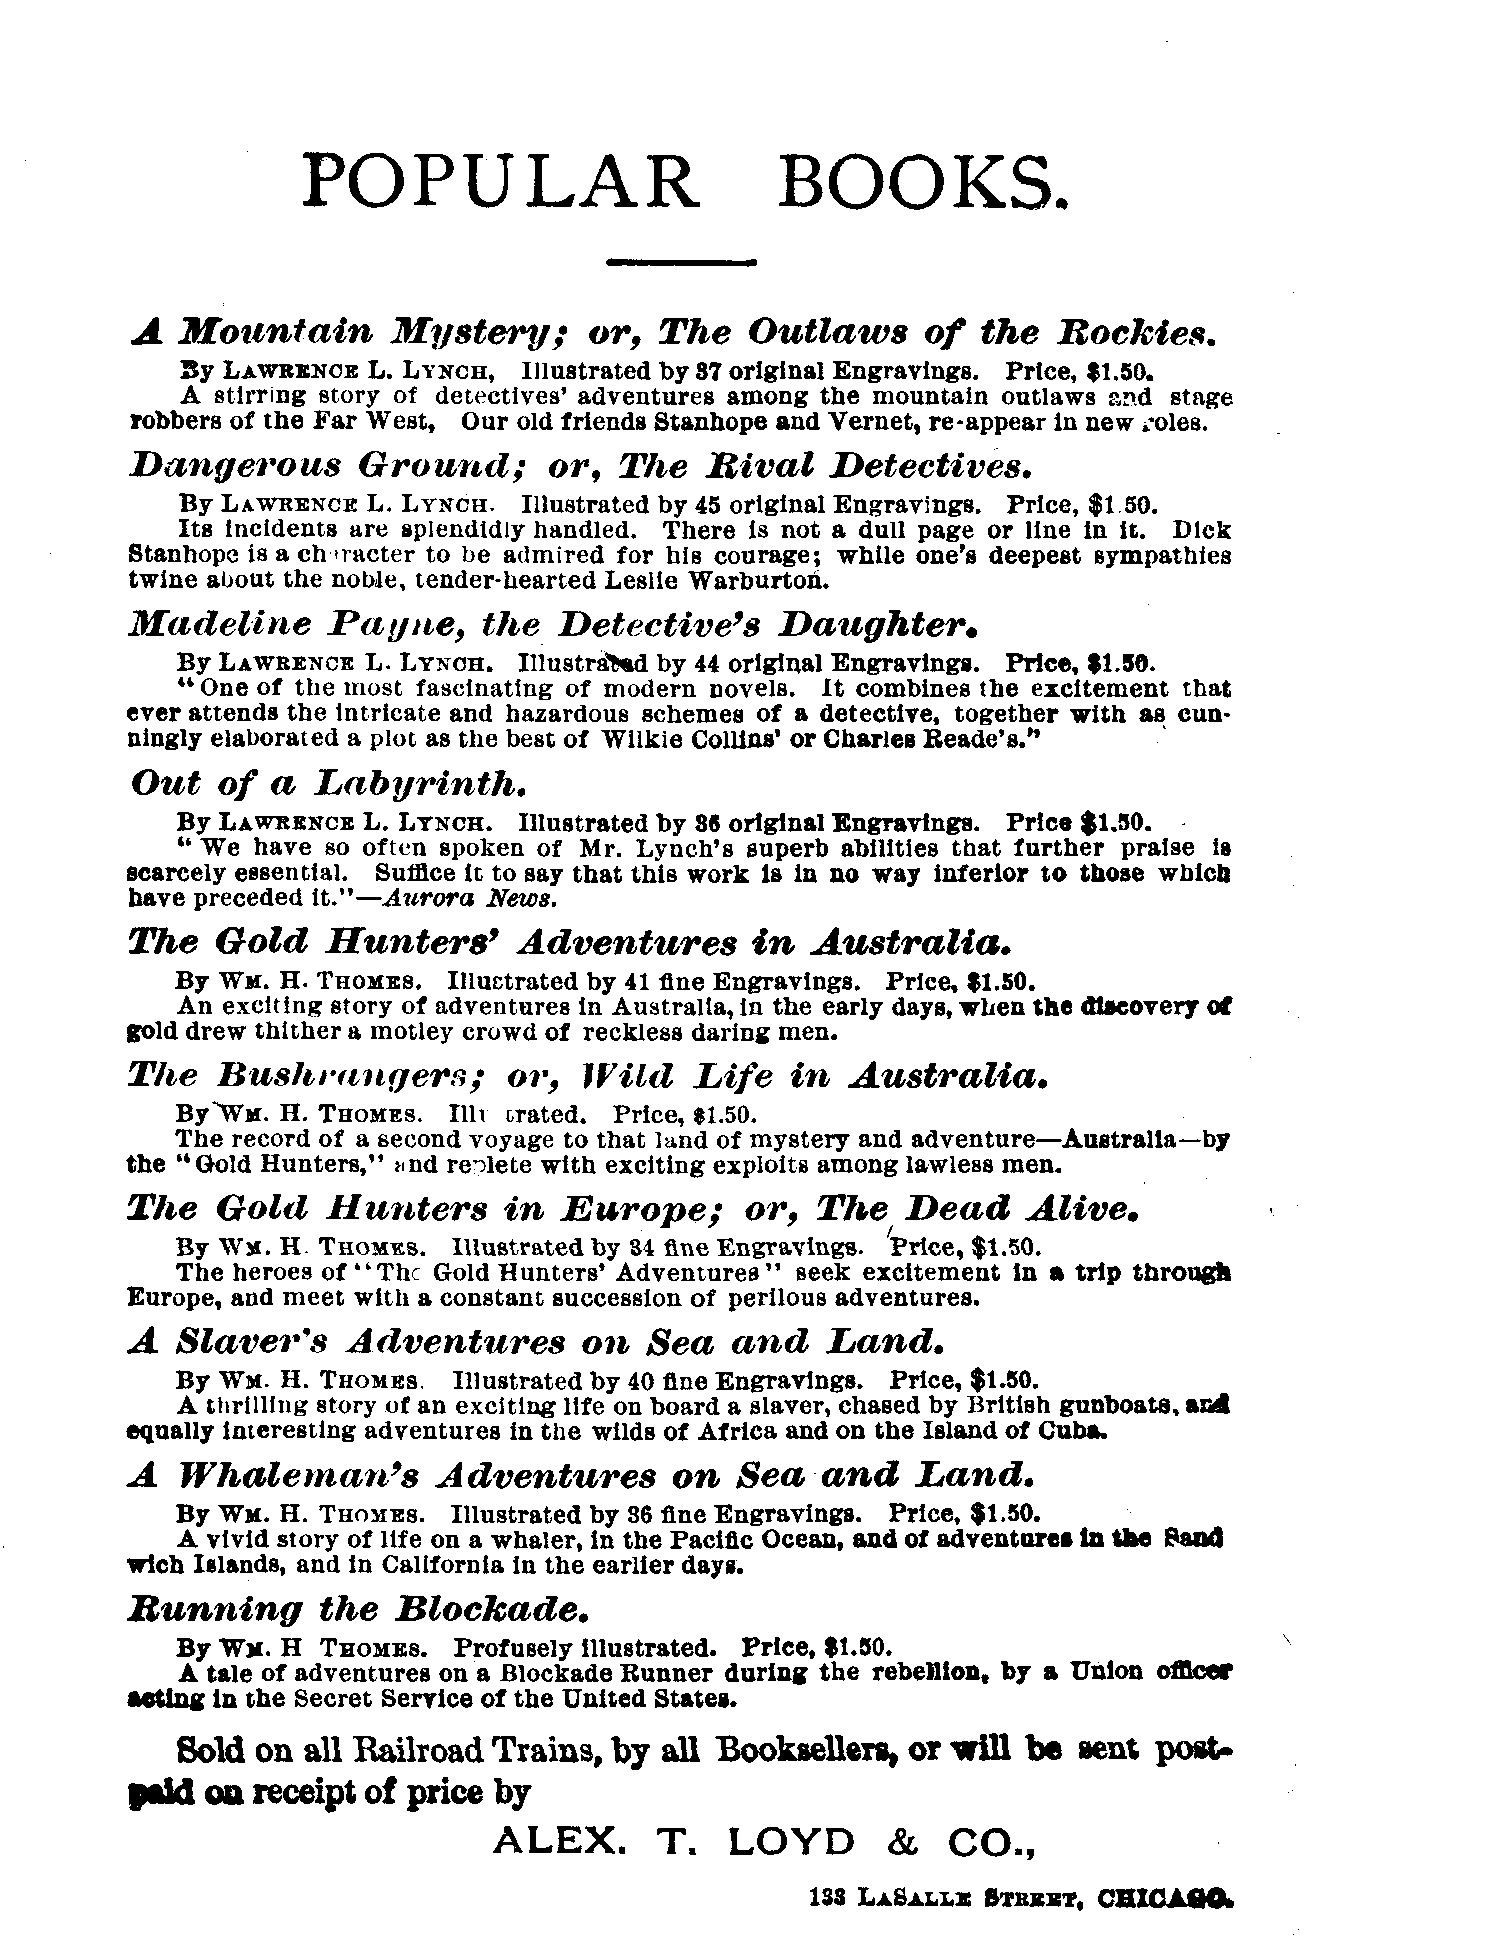 POPULAR BOOKS.
A Mountain Mystery; or, The Outlaws of the Rockies.
By LAWRENCE L. LYNCH, Illustrated by 37 original Engravings. Price, $1.50.
A stirring story of detectives' adventures among the mountain outlaws and stage
robbers of the Far West, Our old friends Stanhope and Vernet, re-appear in new roles.
Dangerous Ground; or, The Rival Detectives.
By LAWRENCE L. LYNCH. Illustrated by 45 original Engravings. Price, $1.50.
Its incidents are splendidly handled. There is not a dull page or line in it. Dick
Stanhope is a character to be admired for his courage; while one's deepest sympathies
twine about the noble, tender-hearted Leslie Warburton.
Madeline Payne, the Detective's Daughter.
By LAWRENCE L. LYNCH. Illustrated by 44 original Engravings. Price, $1.50.
"One of the most fascinating of modern novels. It combines the excitement that
ever attends the intricate and hazardous schemes of a detective, together with as cun-
ningly elaborated a plot as the best of Wilkie Collins' or Charles Reade's."
Out of a Labyrinth.
By LAWRENCE L. LYNCH. Illustrated by 36 original Engravings. Price $1.50.
"We have so often spoken of Mr. Lynch's superb abilities that further praise is
scarcely essential. Suffice it to say that this work is in no way inferior to those which
have preceded it."—Aurora News.
The Gold Hunters' Adventures in Australia.
By WM. H. THOMES. Illustrated by 41 fine Engravings. Price, $1.50.
An exciting story of adventures in Australia, in the early days, when the discovery of
gold drew thither a motley crowd of reckless daring men.
The Bushrangers; or, Wild Life in Australia.
By WM. H. THOMES. Illustrated. Price, $1.50.
The record of a second voyage to that land of mystery and adventure—Australia—by
the "Gold Hunters," and replete with exciting exploits among lawless men.
The Gold Hunters in Europe; or, The Dead Alive.
By WM. H. THOMES. Illustrated by 34 fine Engravings. Price, $1.50.
The heroes of "The Gold Hunters' Adventures" seek excitement in a trip through
Europe, and meet with a constant succession of perilous adventures.
A Slaver's Adventures on Sea and Land.
By WM. H. THOMES. Illustrated by 40 fine Engravings. Price, $1.50.
A thrilling story of an exciting life on board a slaver, chased by British gunboats, and
equally interesting adventures in the wilds of Africa and on the Island of Cuba.
A Whaleman's Adventures on Sea and Land.
By WM. H. THOMES. Illustrated by 36 fine Engravings. Price, $1.50.
A vivid story of life on a whaler, in the Pacific Ocean, and of adventures in the Sand
wich Islands, and in California in the earlier days.
Running the Blockade.
By WM. H THOMES. Profusely illustrated. Price, $1.50.
A tale of adventures on a Blockade Runner during the rebellion, by a Union officer
acting in the Secret Service of the United States.
Sold on all Railroad Trains, by all Booksellers, or will be sent post-
paid on receipt of price by
ALEX. T. LOYD & CO.,
133 LASALLE STREET, CHICAGO.